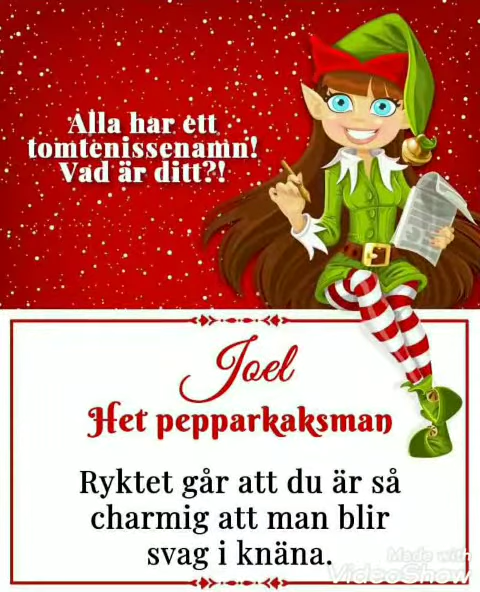 Alla har ett
tomtenissenamn!
Vad är ditt?!
Joel
Het pepparkaksman
Ryktet går att du är så
charmig att man blir
svag i knäna.
Made with
VideoShow